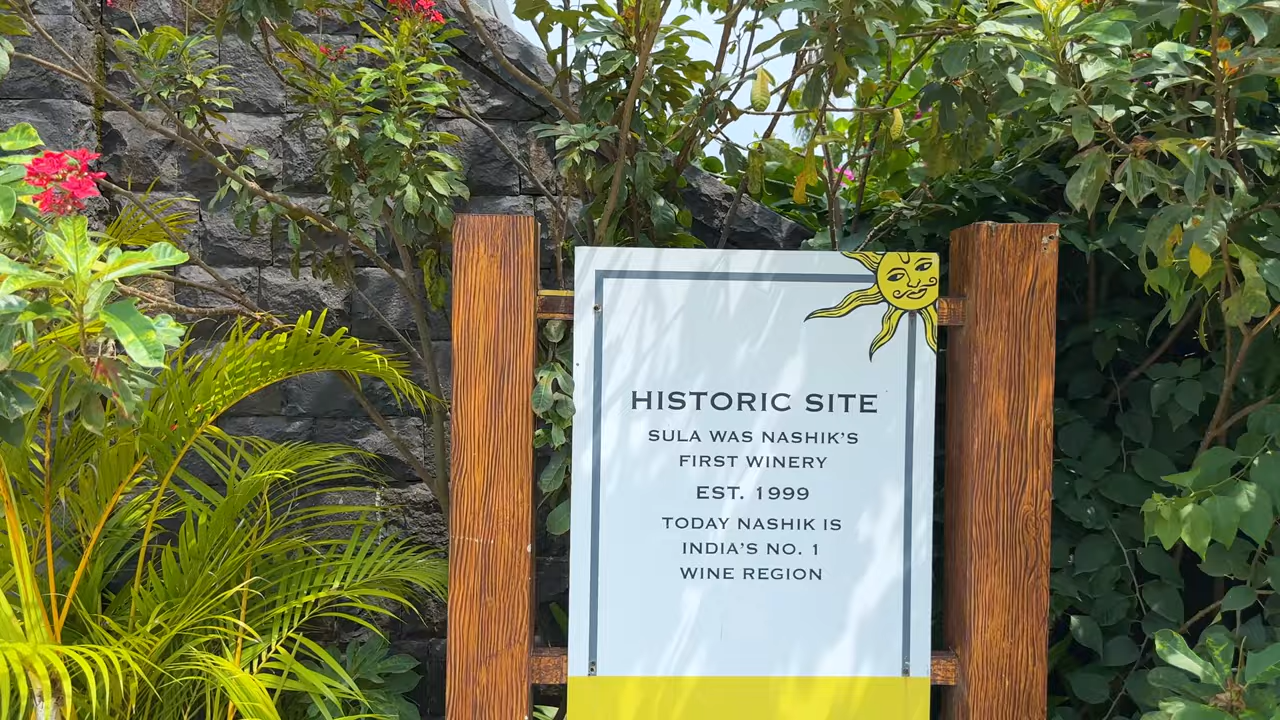 HISTORIC SITE
SULA WAS NASHIK'S
FIRST WINERY
EST. 1999
TODAY NASHIK IS
INDIA'S NO. 1
WINE REGION